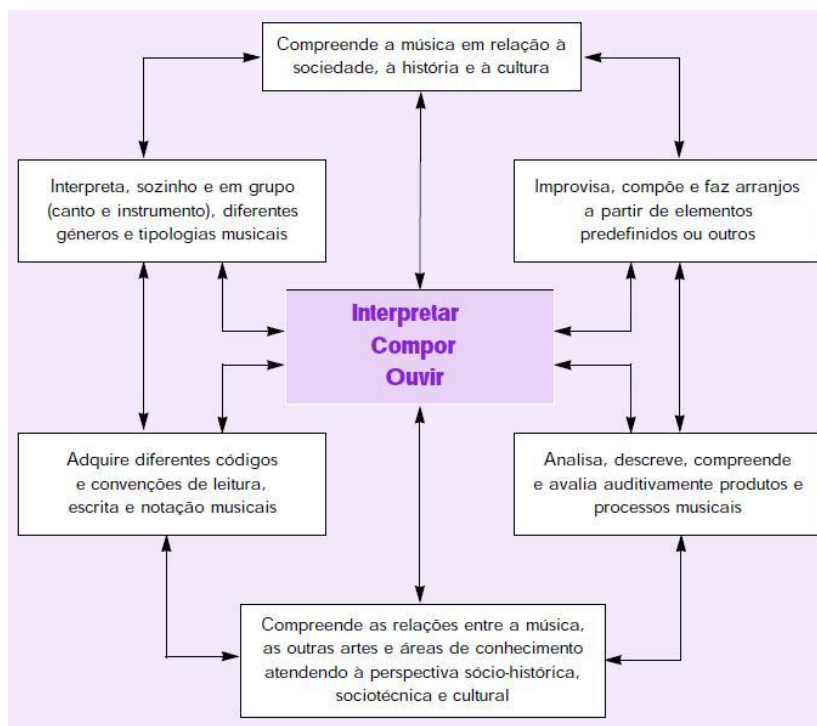 Compreende a música em relação à
sociedade, à história e à cultura
Interpreta, sozinho e em grupo
(canto e instrumento), diferentes
géneros e tipologias musicais
Improvisa, compõe e faz arranjos
a partir de elementos
predefinidos ou outros
Interpretar
Compor
Ouvir
Adquire diferentes códigos
e convenções de leitura,
escrita e notação musicais
Analisa, descreve, compreende
e avalia auditivamente produtos e
processos musicais
Compreende as relações entre a música,
as outras artes e áreas de conhecimento
atendendo à perspectiva sócio-histórica,
sociotécnica e cultural